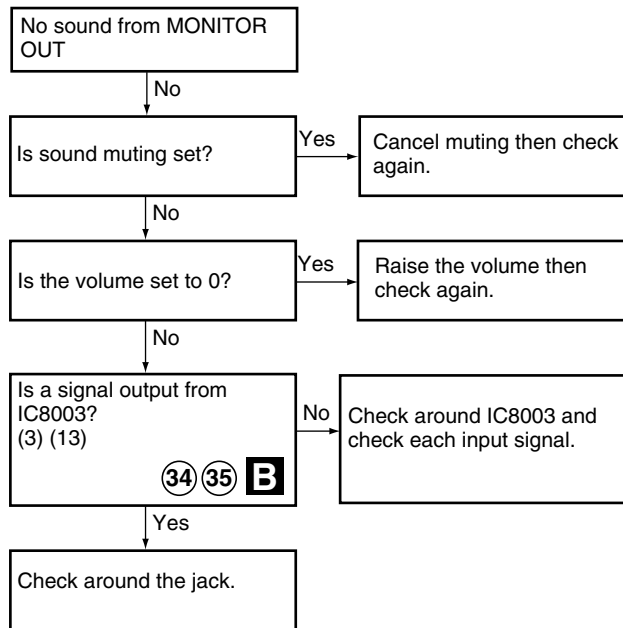 No sound from MONITOR
OUT
No
Is sound muting set?
Yes
Cancel muting then check
again.
No
Is the volume set to 0?
Yes
Raise the volume then
check again.
No
Is a signal output from
IC8003?
(3) (13)
34 35 B
No
Check around IC8003 and
check each input signal.
Yes
Check around the jack.